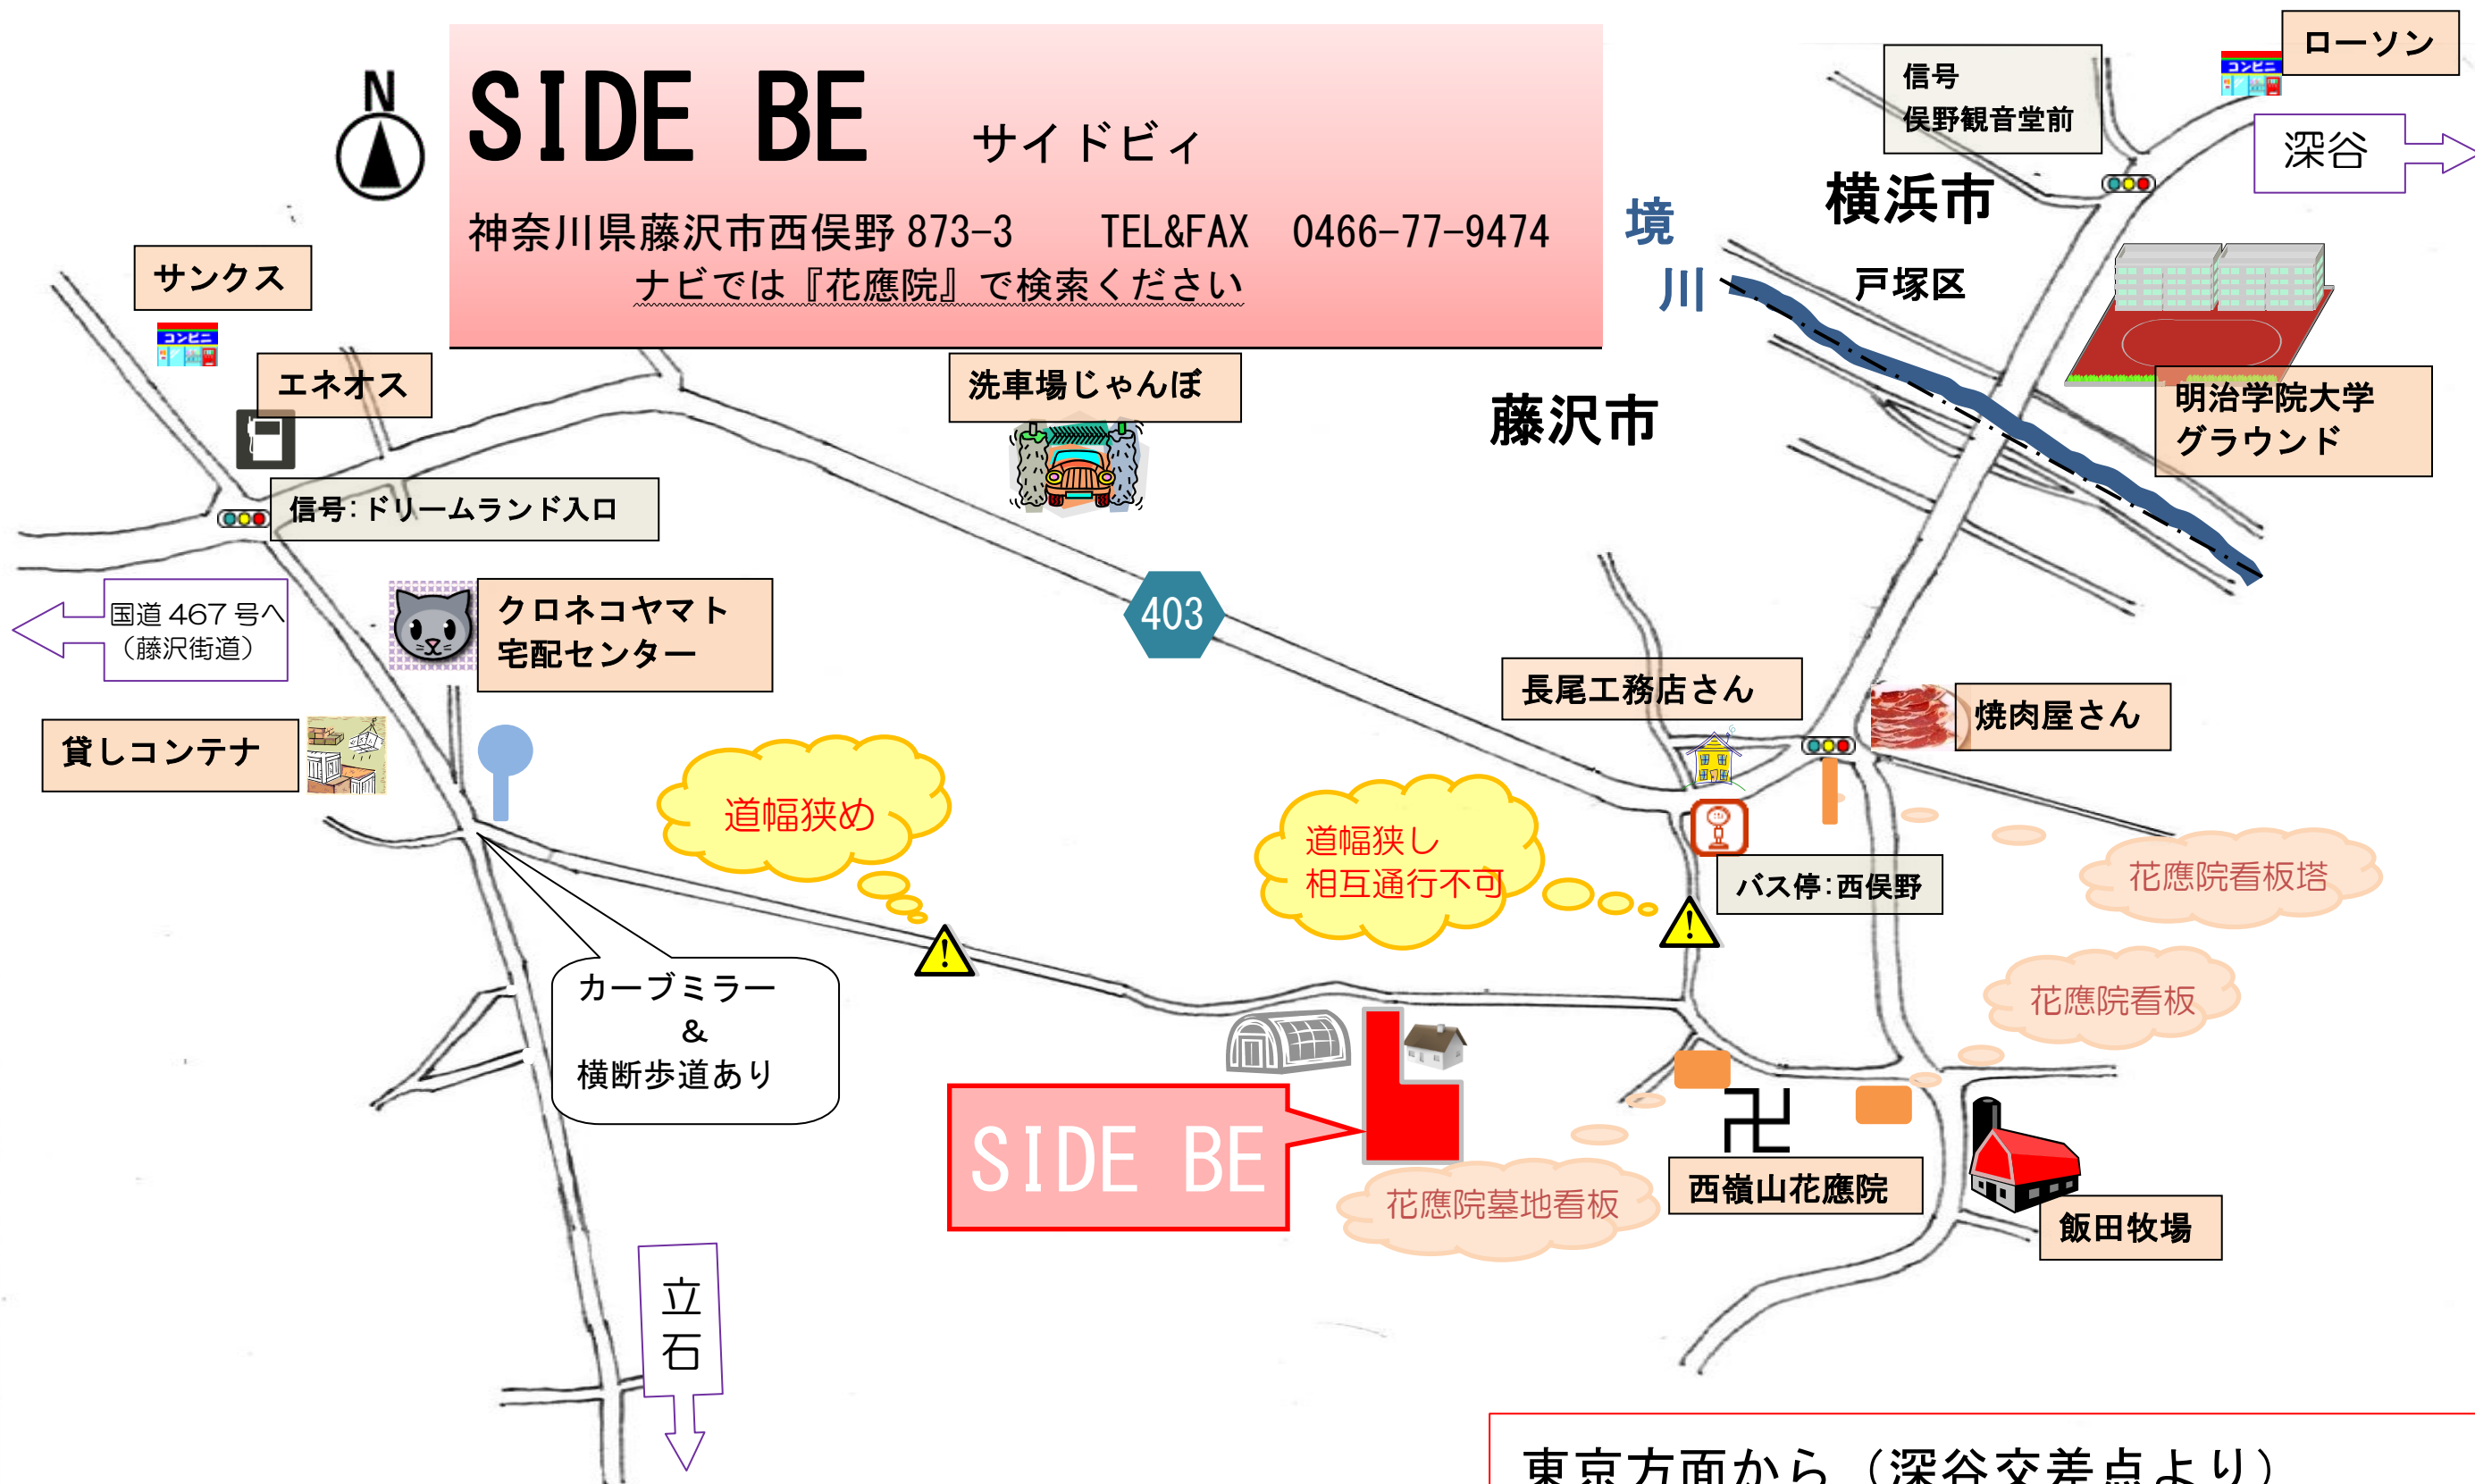 N
SIDE BE サイドビィ
神奈川県藤沢市西俣野 873-3 TEL&FAX 0466-77-9474
ナビでは『花應院』で検索ください
ローソン
コンビニ
信号
俣野観音堂前
深谷
横浜市
戸塚区
境
川
サンクス
コンビニ
エネオス
洗車場じゃんぼ
藤沢市
明治学院大学
グラウンド
信号：ドリームランド入口
国道 467 号へ
（藤沢街道）
クロネコヤマト
宅配センター
403
長尾工務店さん
焼肉屋さん
貸しコンテナ
道幅狭め
道幅狭し
相互通行不可
バス停：西俣野
花應院看板塔
花應院看板
カーブミラー
&
横断歩道あり
SIDE BE
卍
花應院墓地看板
西嶺山花應院
飯田牧場
立
石
東京方面から（深谷交差点より）